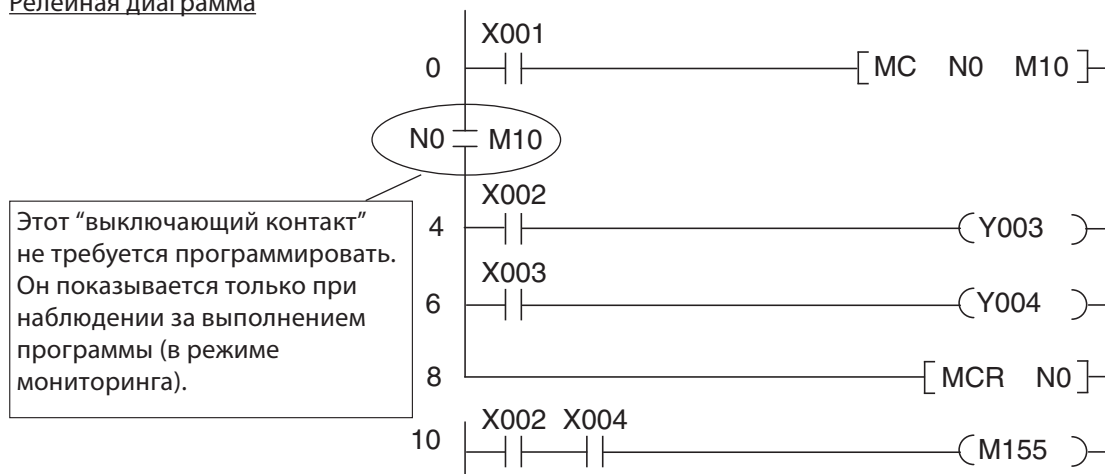 Релейная диаграмма
X001
0 MC N0 M10
N0 M10
Этот “выключающий контакт”
не требуется программировать.
Он показывается только при
наблюдении за выполнением
программы (в режиме
мониторинга).
X002
4 Y003
X003
6 Y004
8 MCR N0
X002 X004
10 M155